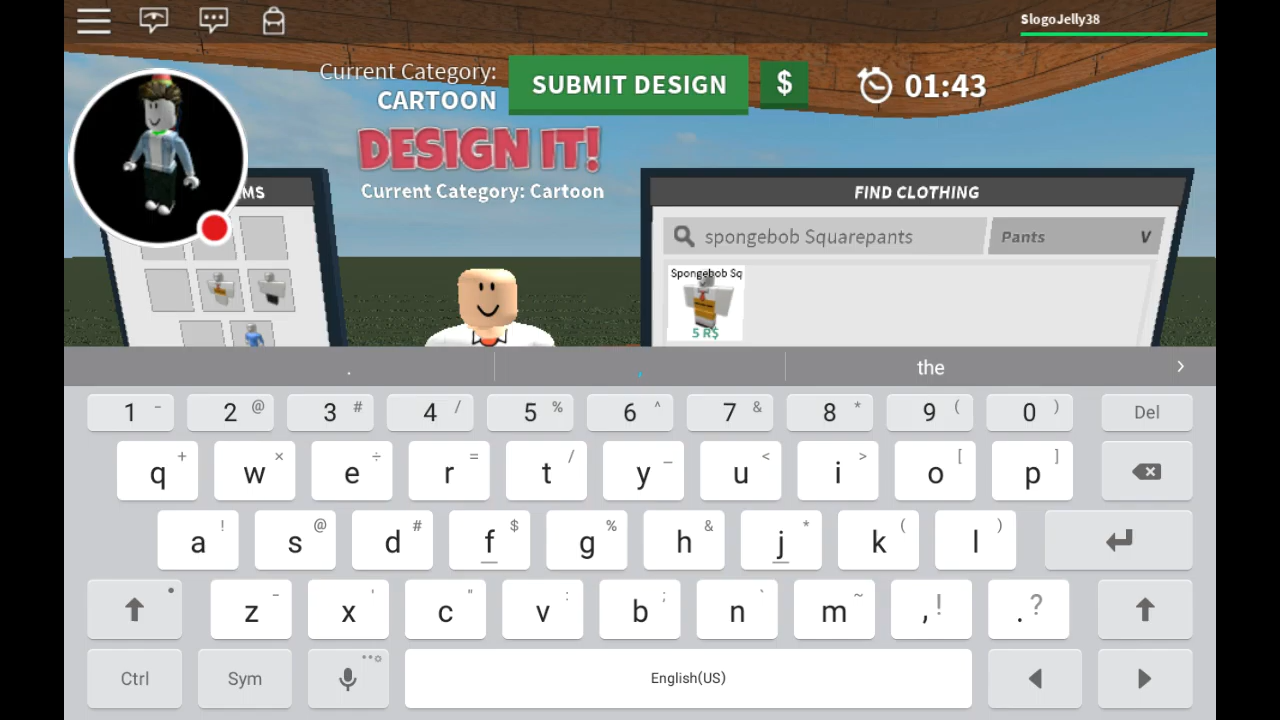 SlogoJelly38
Current Category:
CARTOON
SUBMIT DESIGN
$
01:43
DESIGN IT!
Current Category: Cartoon
MS
FIND CLOTHING
spongebob Squarepants
Pants V
Spongebob Sq
5 R$
. , the >
1 - 2 @ 3 # 4 / 5 % 6 ^ 7 & 8 * 9 ( 0 ) Del
q + w × e ÷ r = t / y _ u < i > o [ p ]
a ! s @ d # f $ g % h & j * k ( l )
z - x ' c " v : b ; n ` m ~ , ! . ?
Ctrl Sym English(US)